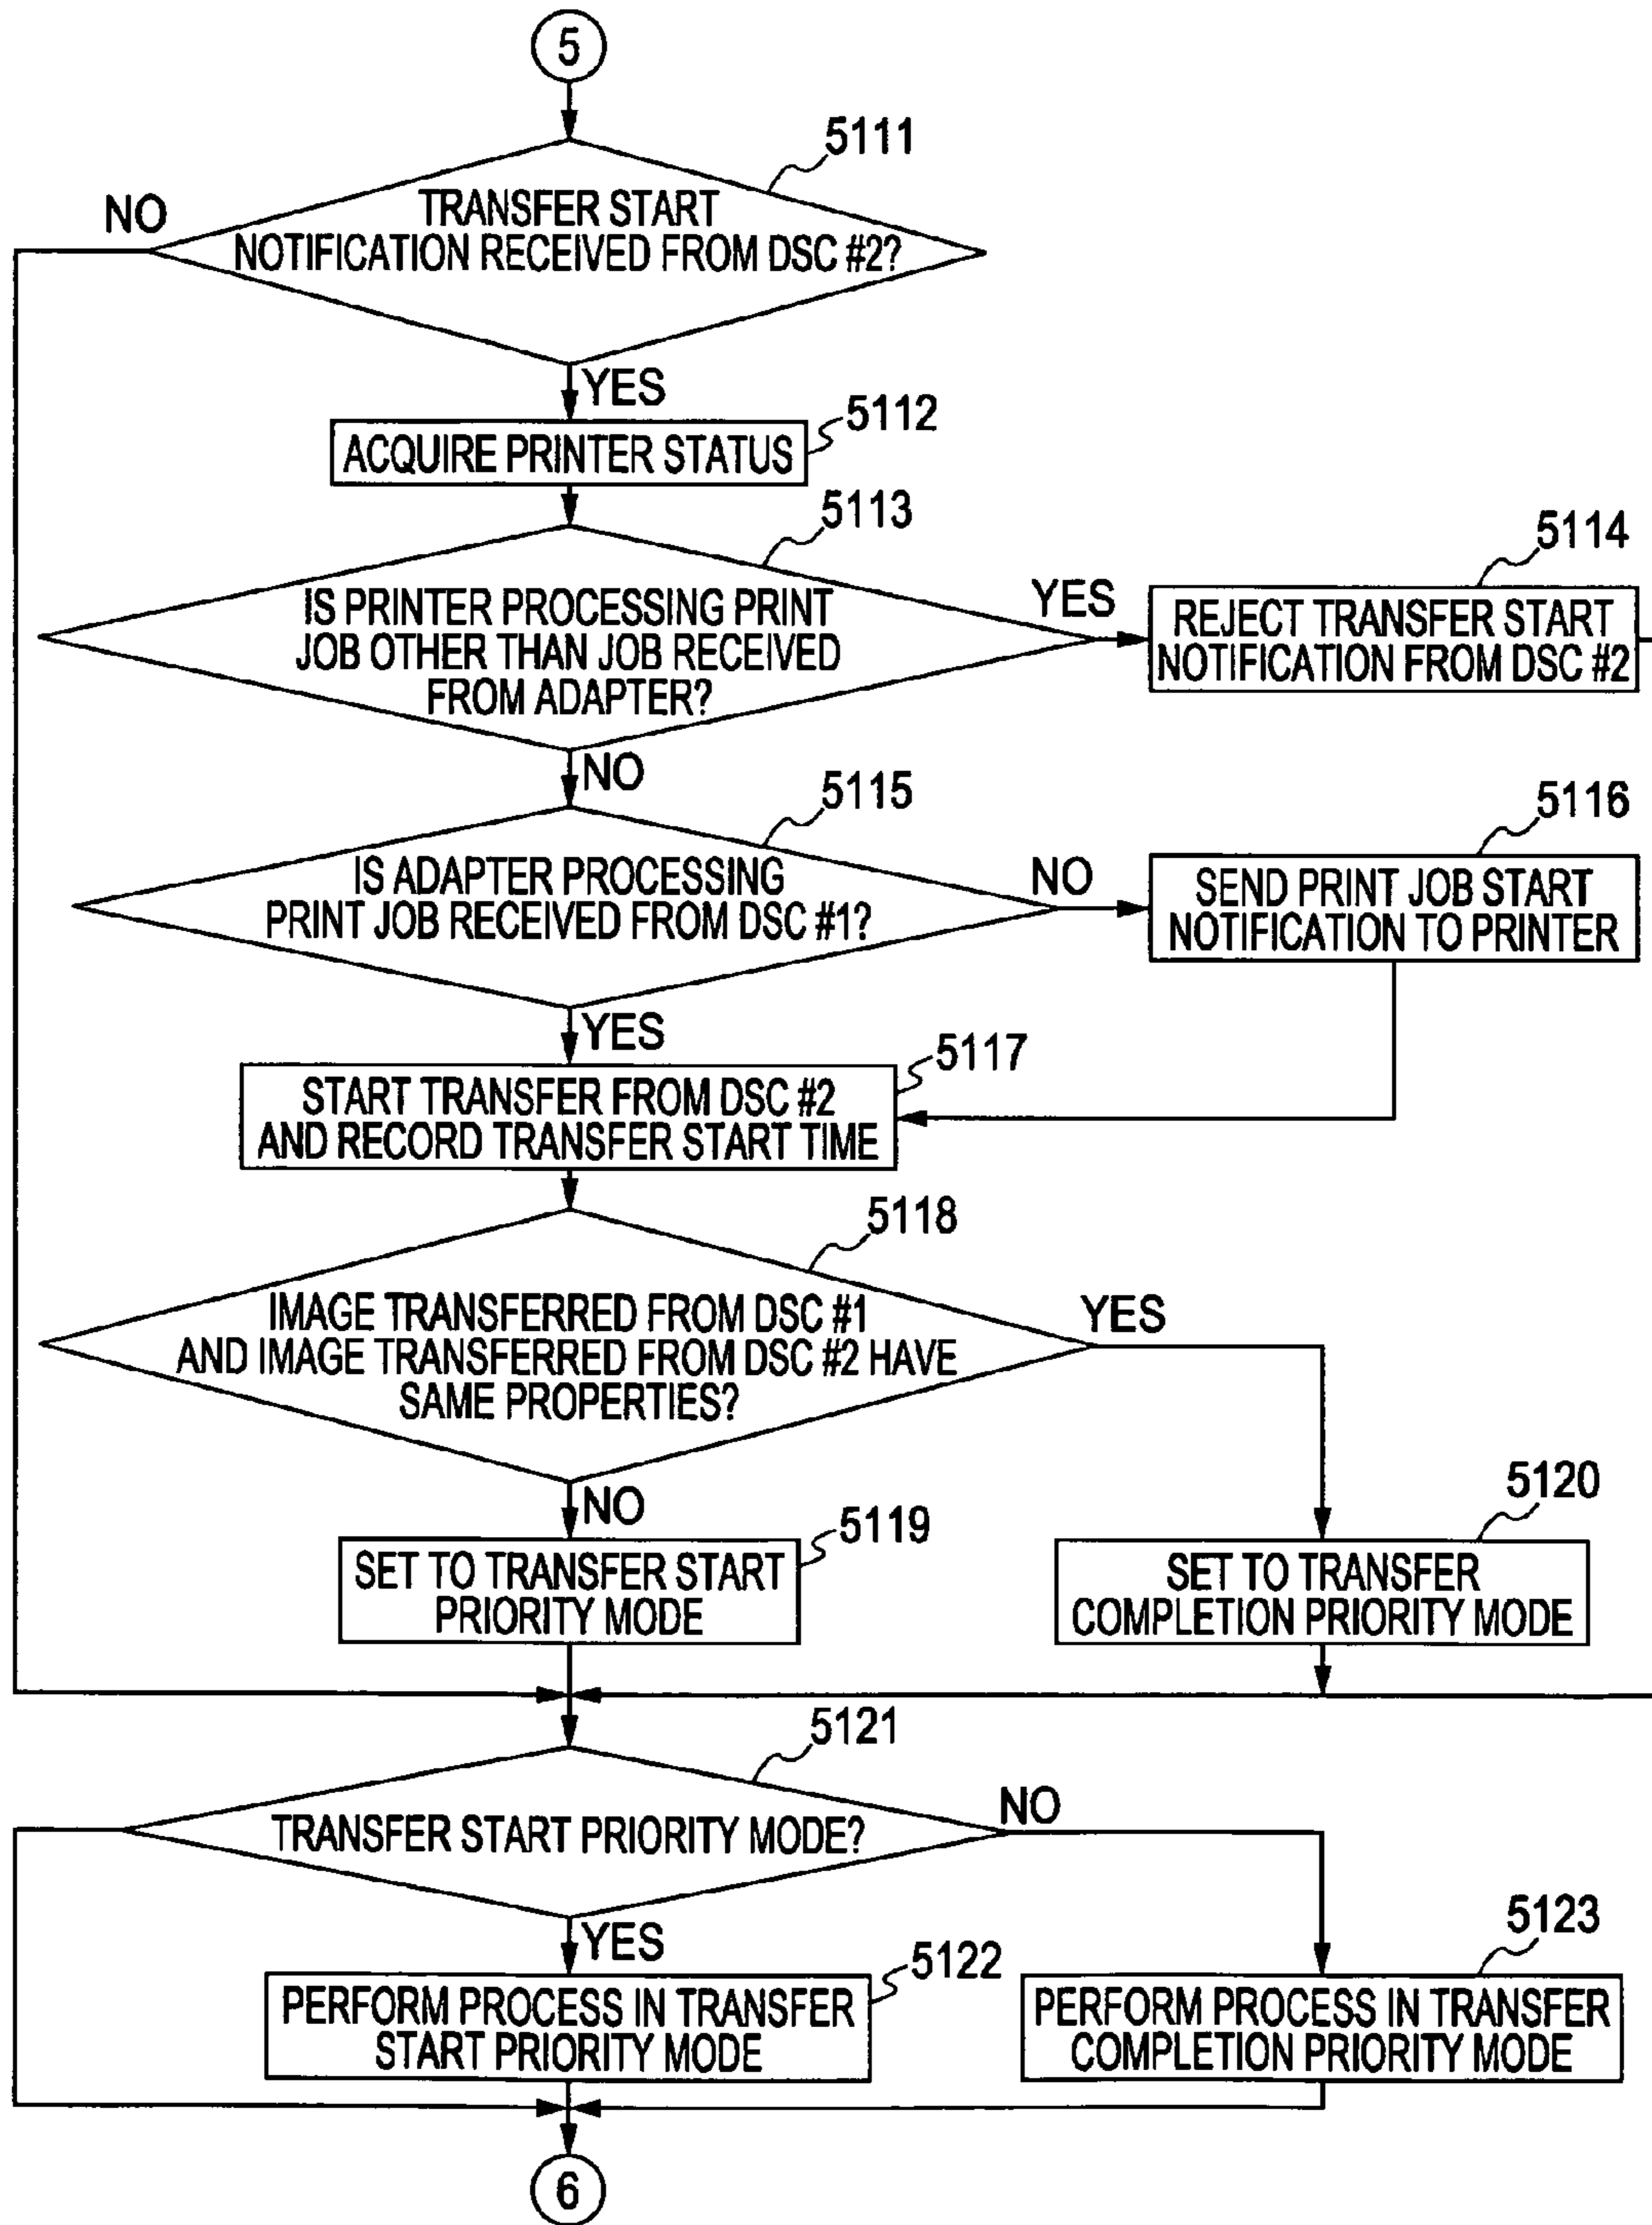 5
5111
TRANSFER START
NOTIFICATION RECEIVED FROM DSC #2?
NO
YES
5112
ACQUIRE PRINTER STATUS
5113
IS PRINTER PROCESSING PRINT
JOB OTHER THAN JOB RECEIVED
FROM ADAPTER?
YES
5114
REJECT TRANSFER START
NOTIFICATION FROM DSC #2
NO
5115
IS ADAPTER PROCESSING
PRINT JOB RECEIVED FROM DSC #1?
NO
5116
SEND PRINT JOB START
NOTIFICATION TO PRINTER
YES
5117
START TRANSFER FROM DSC #2
AND RECORD TRANSFER START TIME
5118
IMAGE TRANSFERRED FROM DSC #1
AND IMAGE TRANSFERRED FROM DSC #2 HAVE
SAME PROPERTIES?
YES
NO
5119
SET TO TRANSFER START
PRIORITY MODE
5120
SET TO TRANSFER
COMPLETION PRIORITY MODE
5121
TRANSFER START PRIORITY MODE?
NO
YES
5122
PERFORM PROCESS IN TRANSFER
START PRIORITY MODE
5123
PERFORM PROCESS IN TRANSFER
COMPLETION PRIORITY MODE
6